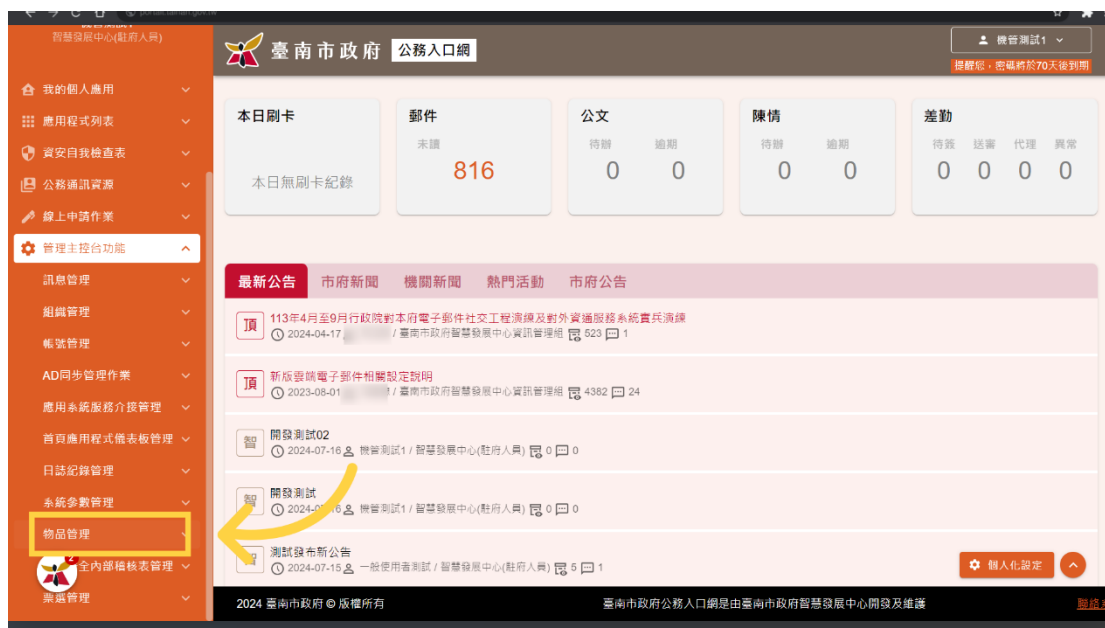 智慧發展中心(駐府人員)
我的個人應用
應用程式列表
資安自我檢查表
公務通訊資源
線上申請作業
管理主控台功能
訊息管理
組織管理
帳號管理
AD同步管理作業
應用系統服務介接管理
首頁應用程式儀表板管理
日誌紀錄管理
系統參數管理
物品管理
2
全內部稽核表管理
票選管理
臺南市政府 公務入口網
機管測試1
提醒您，密碼將於70天後到期
本日刷卡
本日無刷卡紀錄
郵件
未讀
816
公文
待辦 逾期
0 0
陳情
待辦 逾期
0 0
差勤
待簽 送審 代理 異常
0 0 0 0
最新公告 市府新聞 機關新聞 熱門活動 市府公告
頂 113年4月至9月行政院對本府電子郵件社交工程演練及對外資通服務系統實兵演練
2024-04-17 / 臺南市政府智慧發展中心資訊管理組 523 1
頂 新版雲端電子郵件相關設定說明
2023-08-01 / 臺南市政府智慧發展中心資訊管理組 4382 24
智 開發測試02
2024-07-16 機管測試1 / 智慧發展中心(駐府人員) 0 0
智 開發測試
機管測試1 / 智慧發展中心(駐府人員) 0 0
智 測試發布新公告
2024-07-15 一般使用者測試 / 智慧發展中心(駐府人員) 5 1
個人化設定
2024 臺南市政府 © 版權所有
臺南市政府公務入口網是由臺南市政府智慧發展中心開發及維護
聯絡